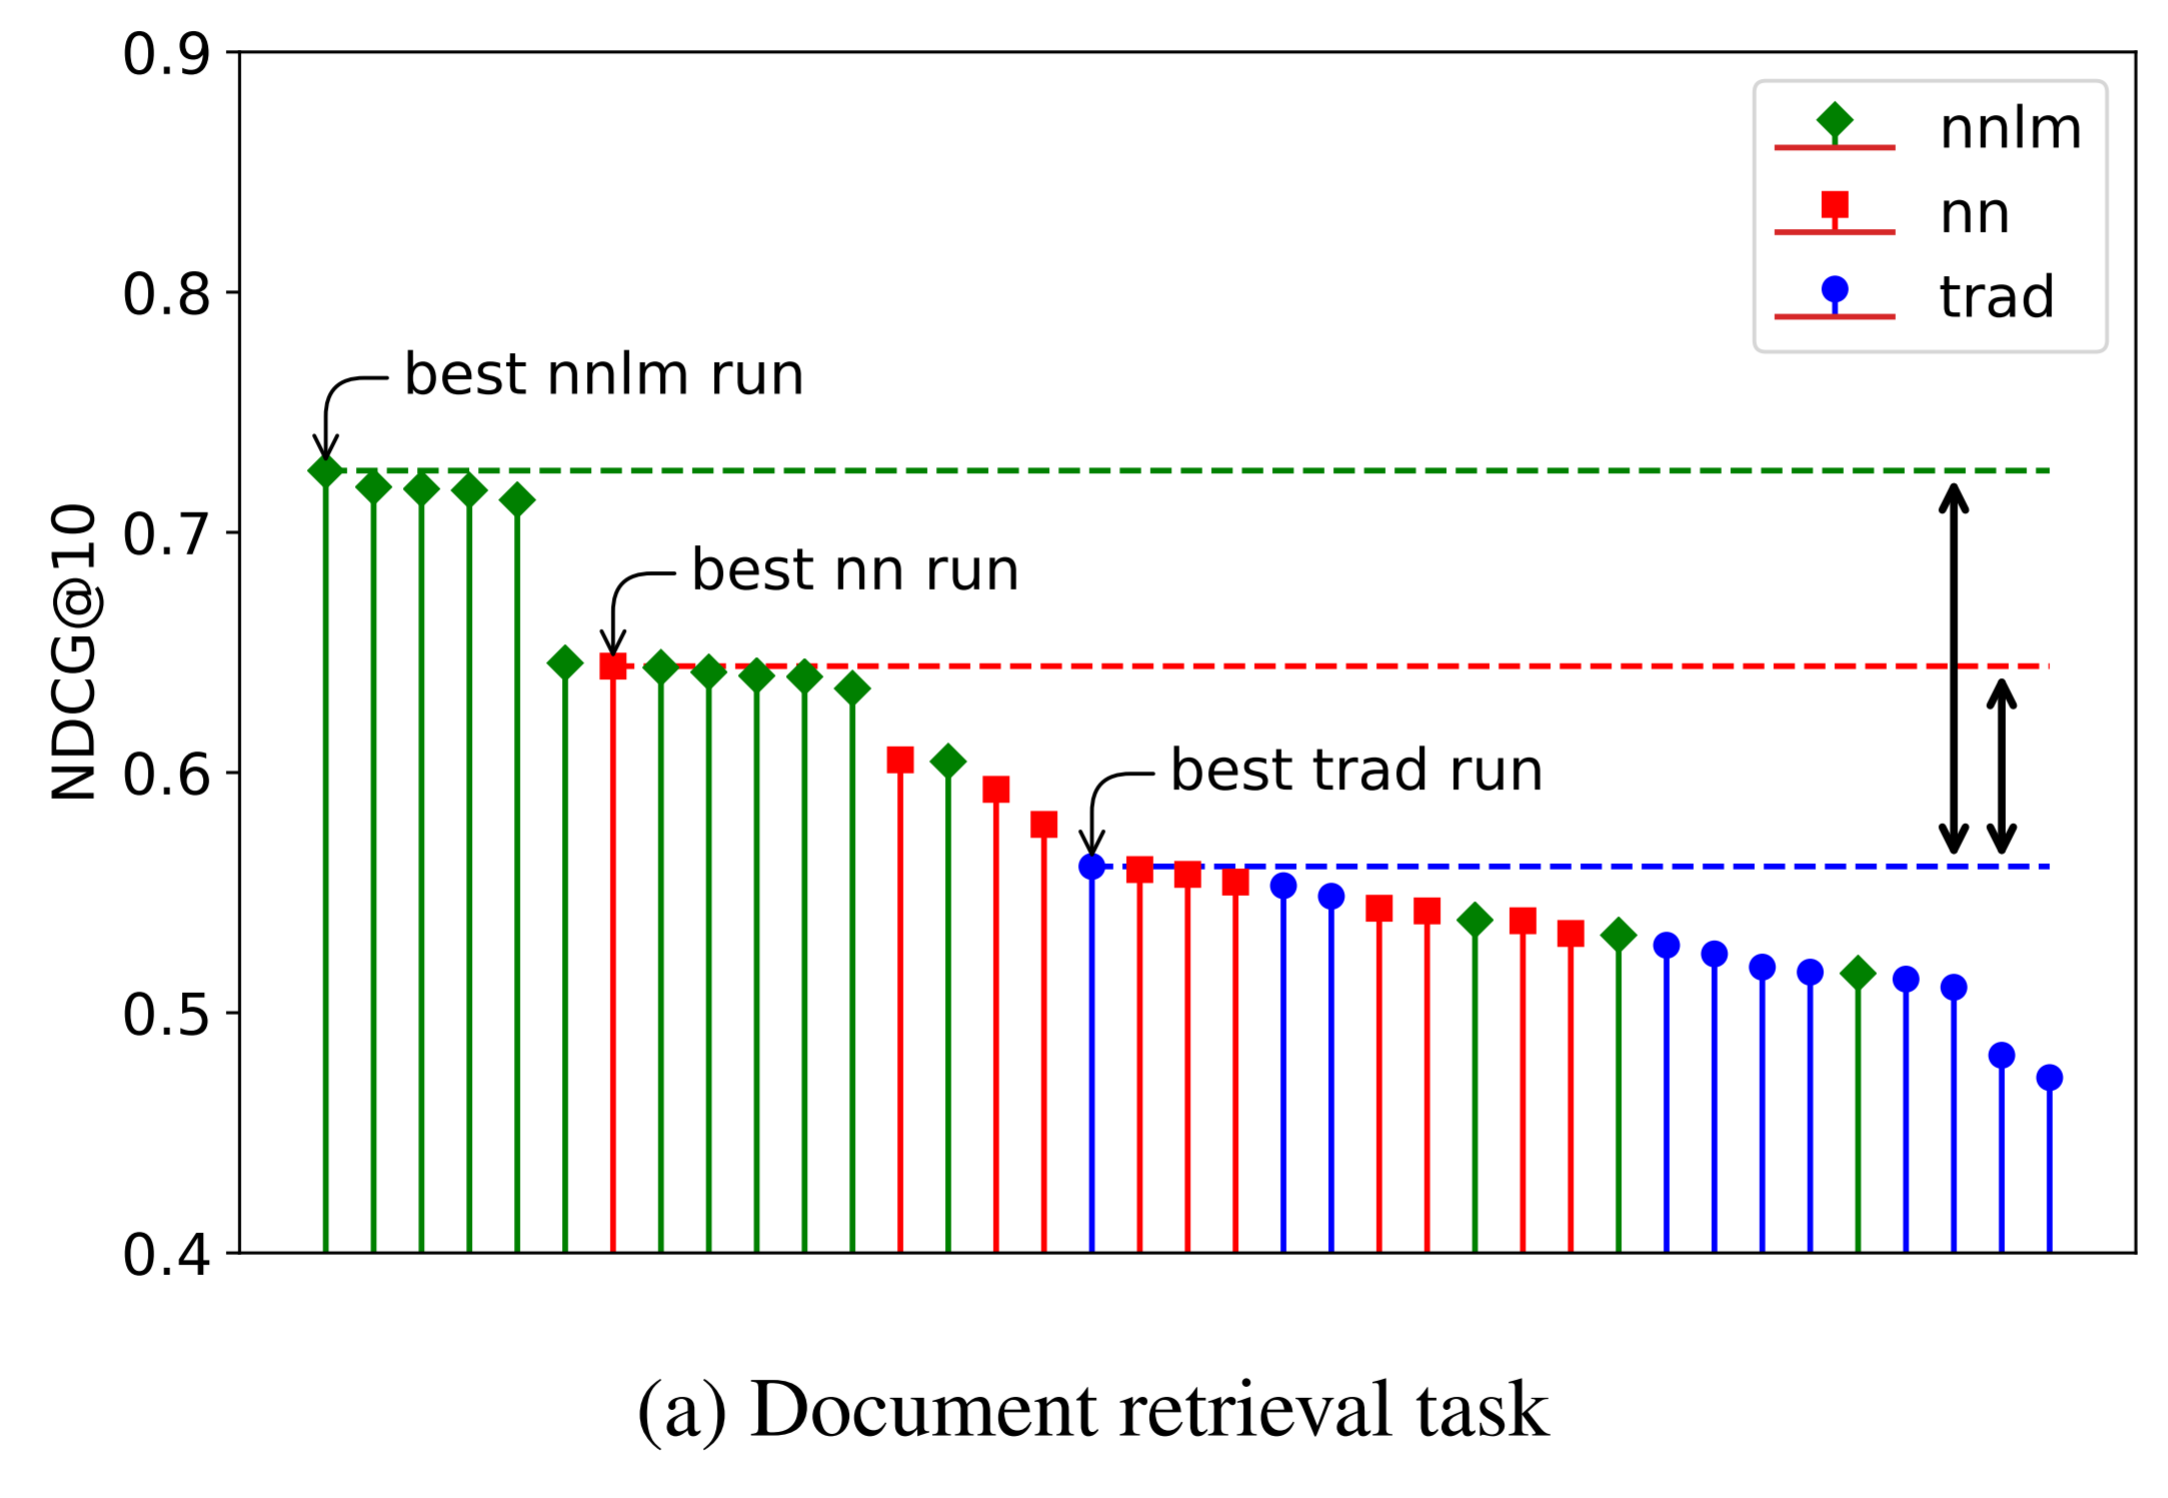 0.9
0.8
0.7
0.6
0.5
0.4
NDCG@10
nnlm
nn
trad
best nnlm run
best nn run
best trad run
(a) Document retrieval task